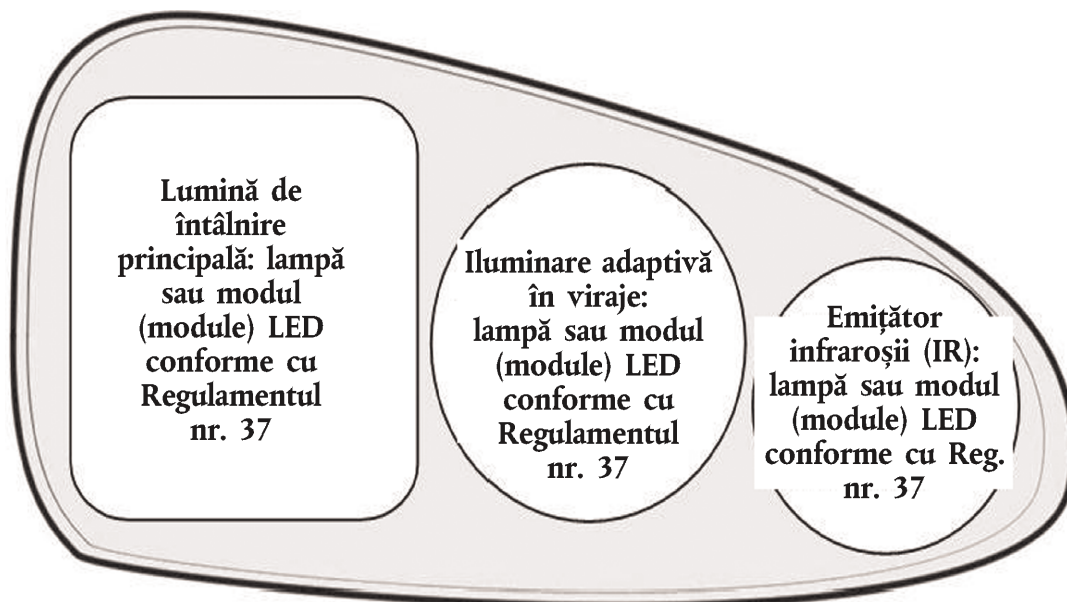 Lumină de
întâlnire
principală: lampă
sau modul
(module) LED
conforme cu
Regulamentul
nr. 37
Iluminare adaptivă
în viraje:
lampă sau modul
(module) LED
conforme cu
Regulamentul
nr. 37
Emițător
infraroșii (IR):
lampă sau modul
(module) LED
conforme cu Reg.
nr. 37